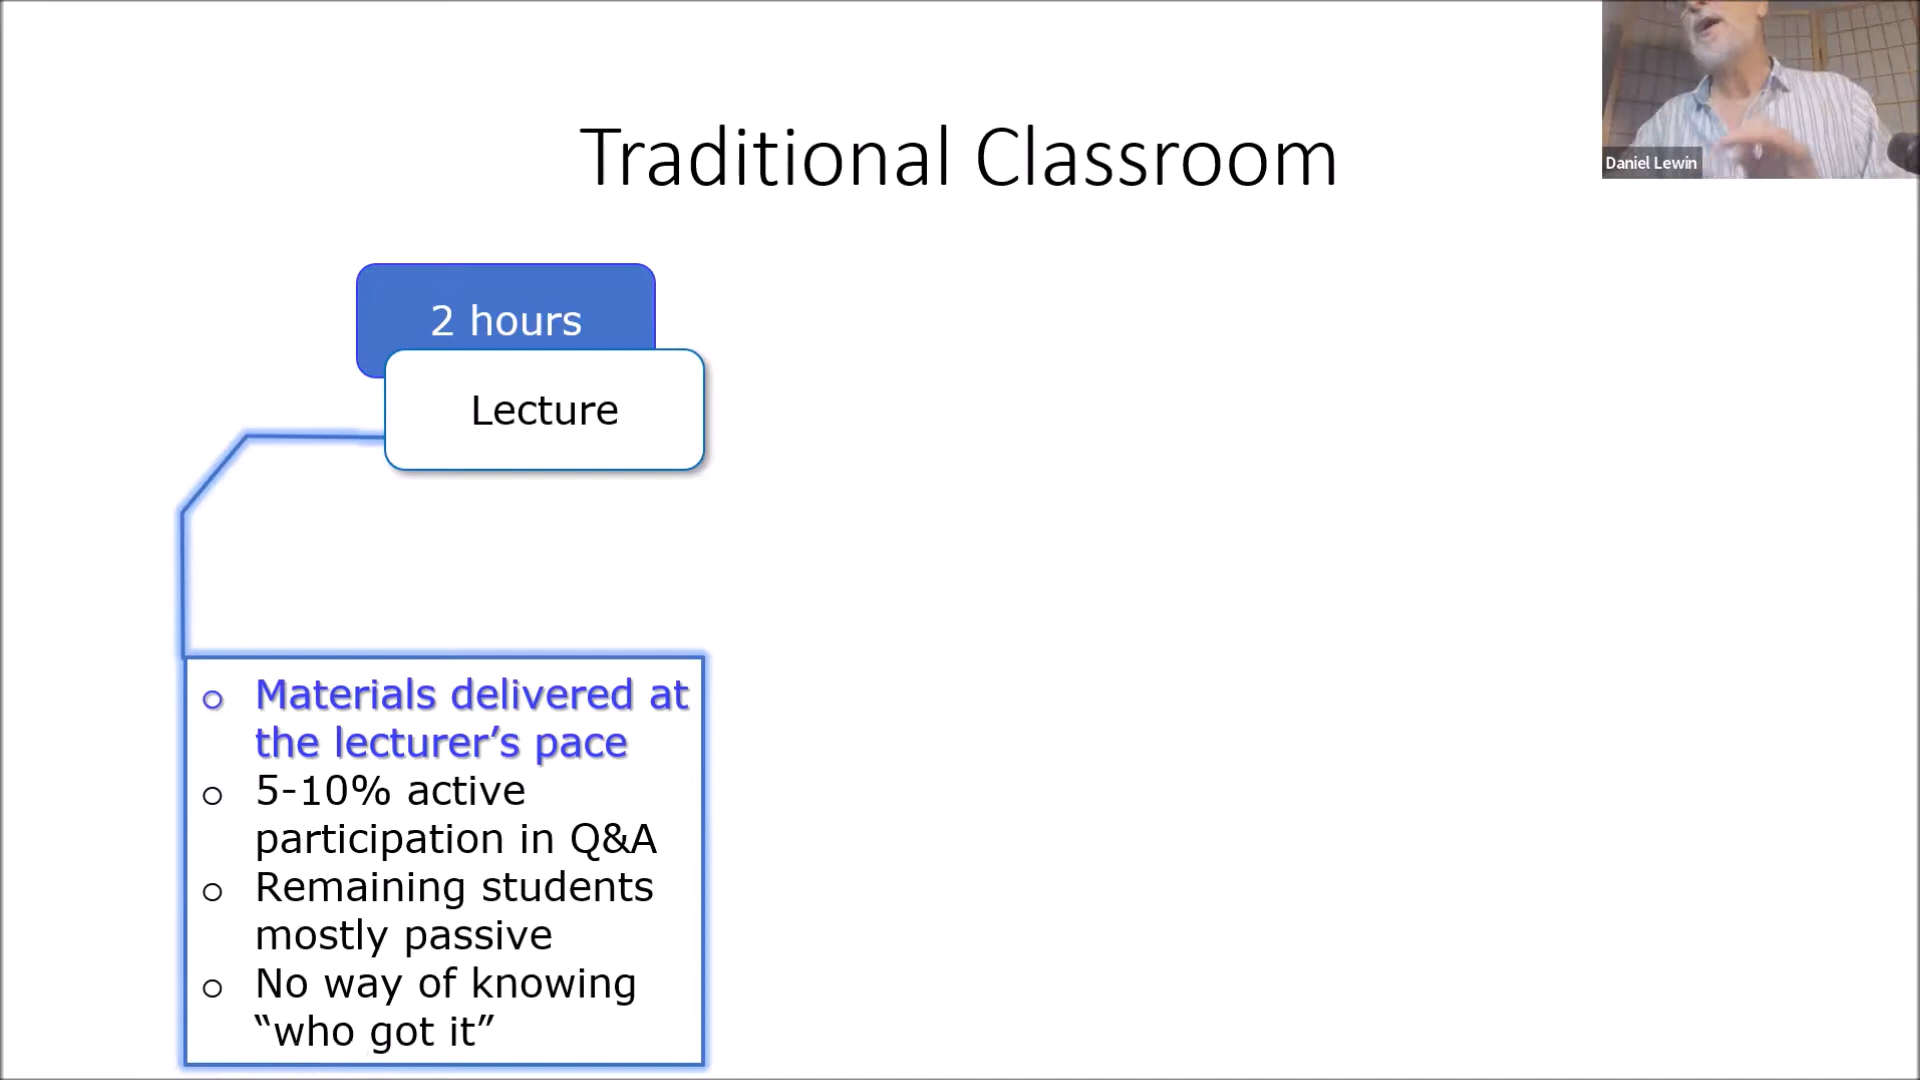 Traditional Classroom
Daniel Lewin
2 hours
Lecture
o Materials delivered at
the lecturer’s pace
o 5-10% active
participation in Q&A
o Remaining students
mostly passive
o No way of knowing
“who got it”